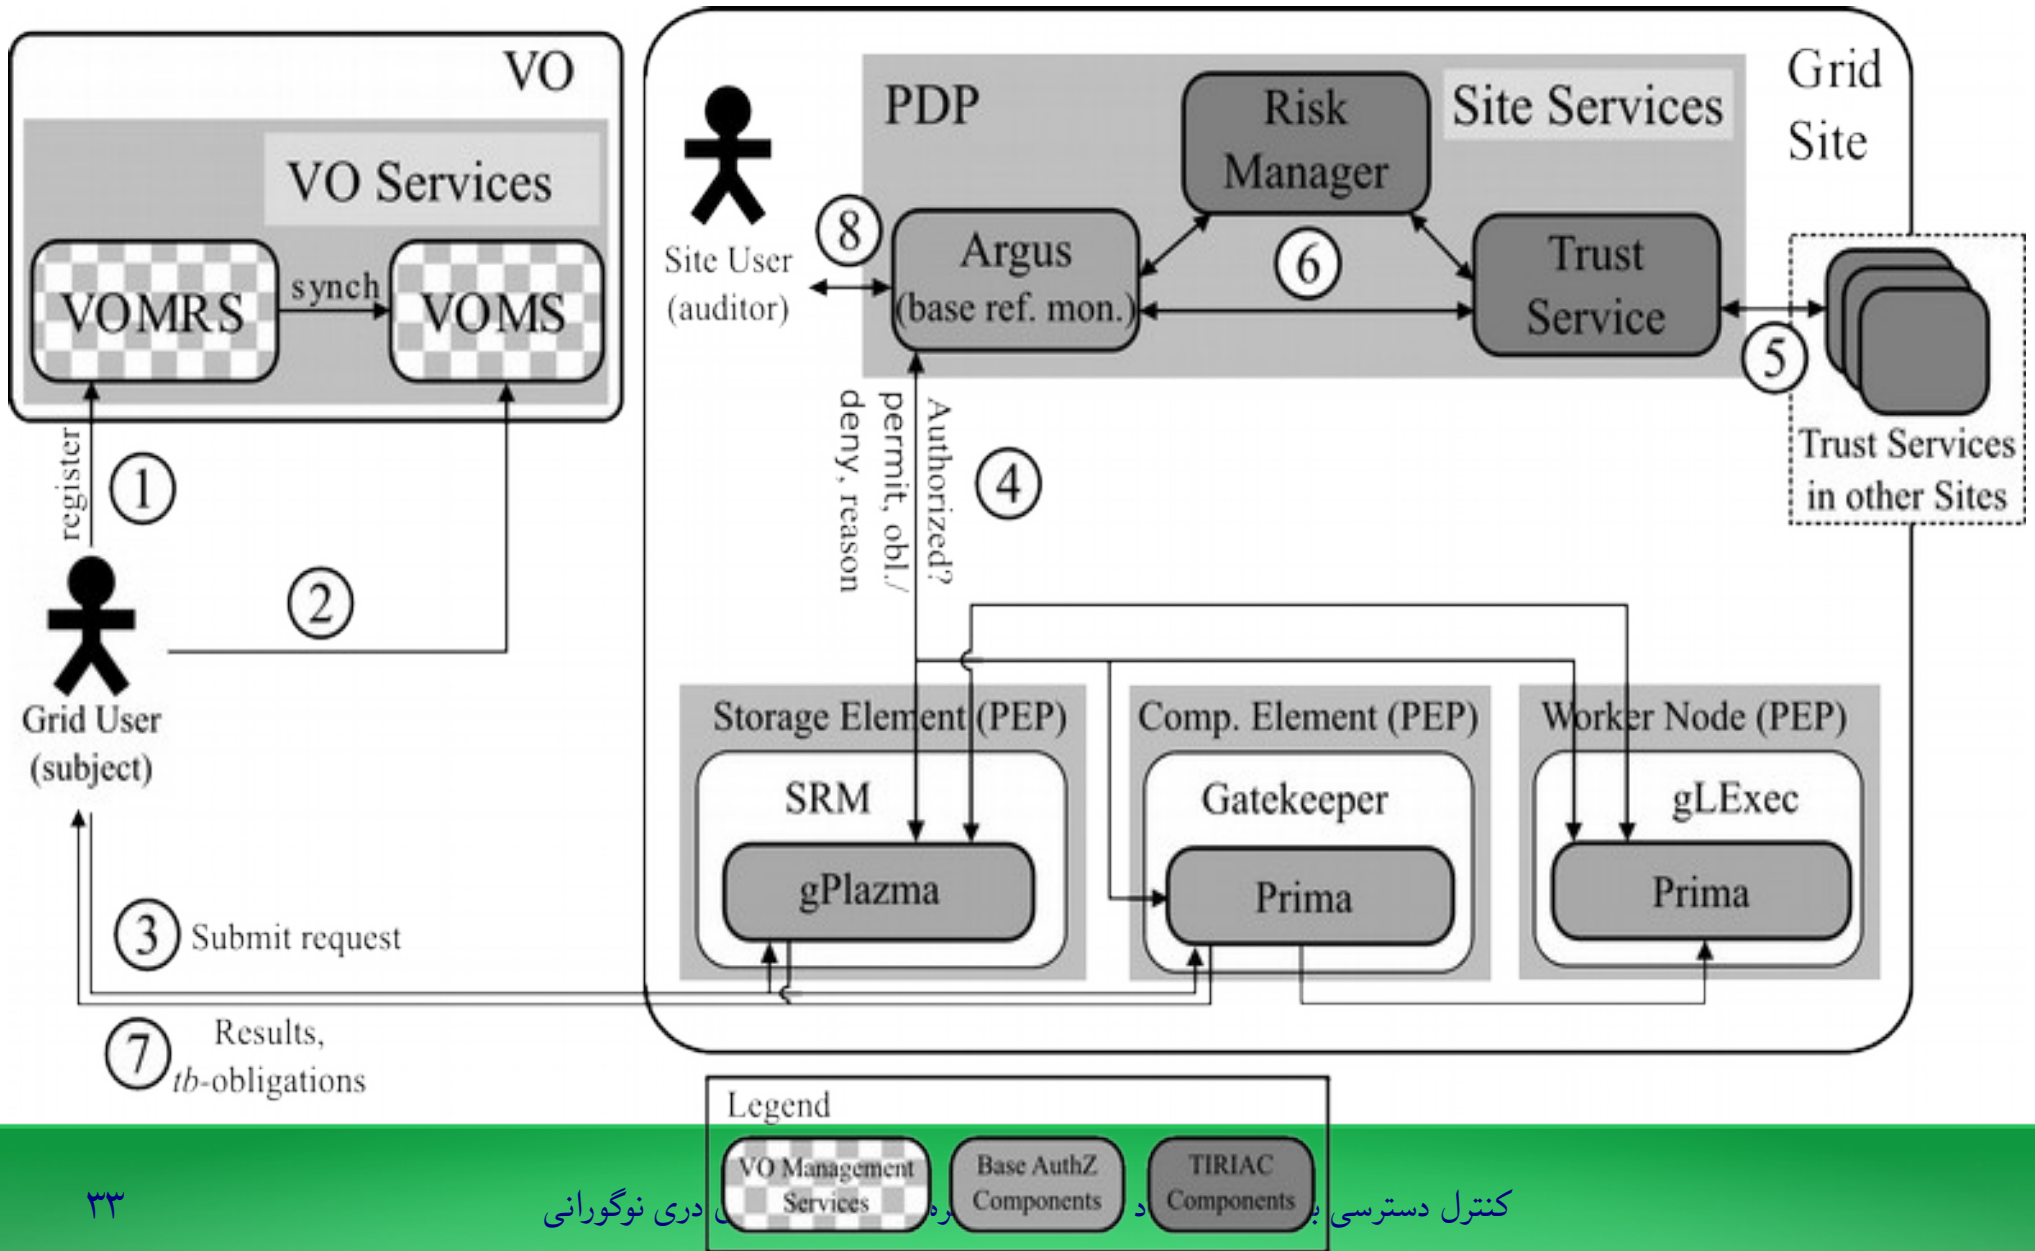 VO
VO Services
VOMRS
synch
VOMS
register
1
2
Grid User
(subject)
3
Submit request
7
Results,
tb-obligations
Grid
Site
PDP
Site Services
Risk
Manager
Site User
(auditor)
8
Argus
(base ref. mon.)
6
Trust
Service
5
Trust Services
in other Sites
Authorized?
permit, obl./
deny, reason
4
Storage Element (PEP)
SRM
gPlazma
Comp. Element (PEP)
Gatekeeper
Prima
Worker Node (PEP)
gLExec
Prima
Legend
VO Management
Services
Base AuthZ
Components
TIRIAC
Components
کنترل دسترسی
دری نوگورانی
۳۳